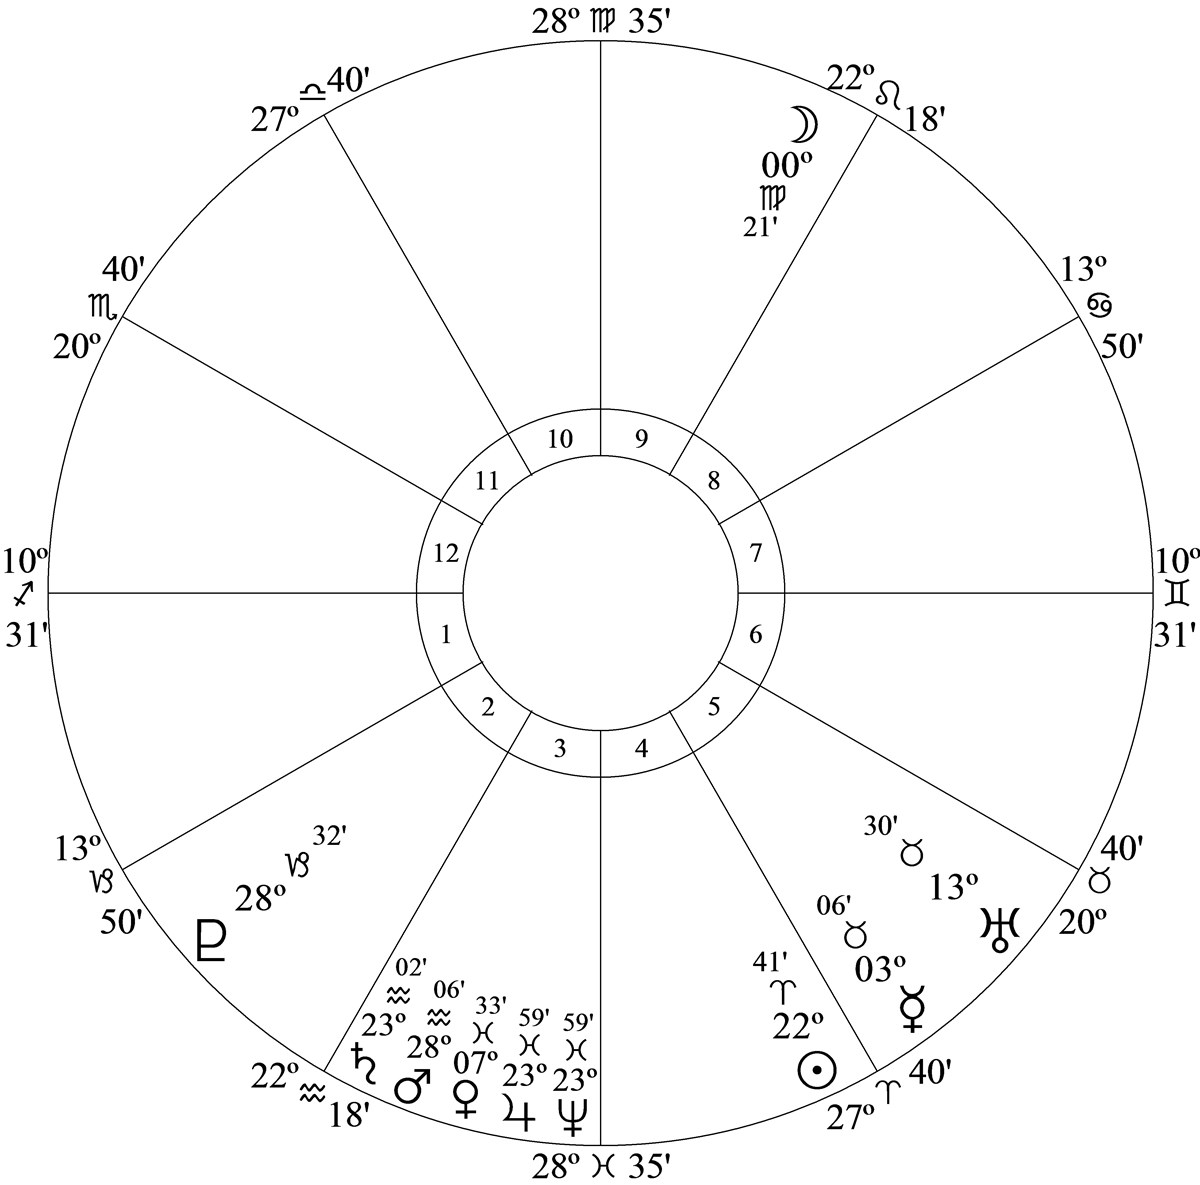 28º ♍ 35'
22º ♌ 18'
13º ♋ 50'
10º ♊ 31'
40' ♉ 20º
40' ♈ 27º
28º ♓ 35'
22º ♒ 18'
13º ♑ 50'
10º ♐ 31'
40' ♏ 20º
27º ♎ 40'
☽ 00º ♍ 21'
30' ♉ 13º ♅
06' ♉ 03º ☿
41' ♈ 22º ☉
59' ♓ 23º ♆
59' ♓ 23º ♃
33' ♓ 07º ♀
06' ♒ 28º ♂
02' ♒ 23º ♄
32' ♑ 28º ♇
1
2
3
4
5
6
7
8
9
10
11
12